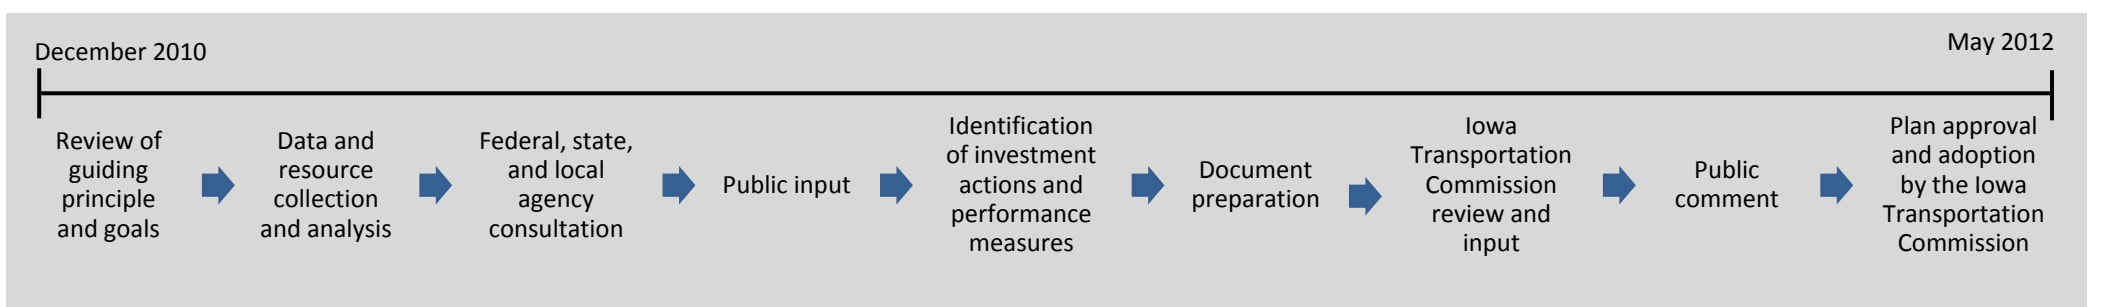 December 2010
May 2012
Review of
guiding
principle
and goals
Data and
resource
collection
and analysis
Federal, state,
and local
agency
consultation
Public input
Identification
of investment
actions and
performance
measures
Document
preparation
Iowa
Transportation
Commission
review and
input
Public
comment
Plan approval
and adoption
by the Iowa
Transportation
Commission